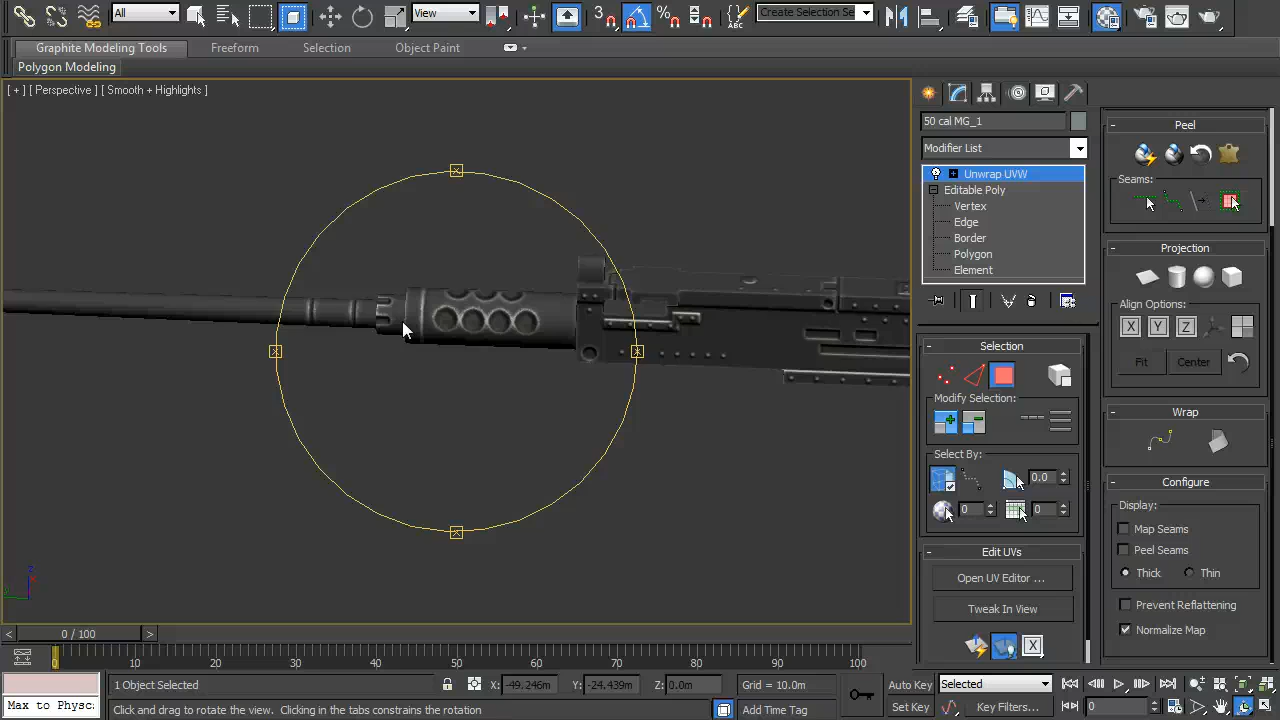 All
View
3
Create Selection Se
Graphite Modeling Tools
Freeform
Selection
Object Paint
Polygon Modeling
[ + ] [ Perspective ] [ Smooth + Highlights ]
50 cal MG_1
Modifier List
Unwrap UVW
Editable Poly
Vertex
Edge
Border
Polygon
Element
Selection
Modify Selection:
Select By:
0.0
0
0
Edit UVs
Open UV Editor ...
Tweak In View
Peel
Seams:
Projection
Align Options:
X Y Z
Fit
Center
Wrap
Configure
Display:
Map Seams
Peel Seams
Thick
Thin
Prevent Reflattening
Normalize Map
< 0 / 100 >
0 10 20 30 40 50 60 70 80 90 100
1 Object Selected
X: -49.246m
Y: -24.439m
Z: 0.0m
Grid = 10.0m
Auto Key
Selected
Max to Physc
Click and drag to rotate the view. Clicking in the tabs constrains the rotation
Add Time Tag
Set Key
Key Filters...
0